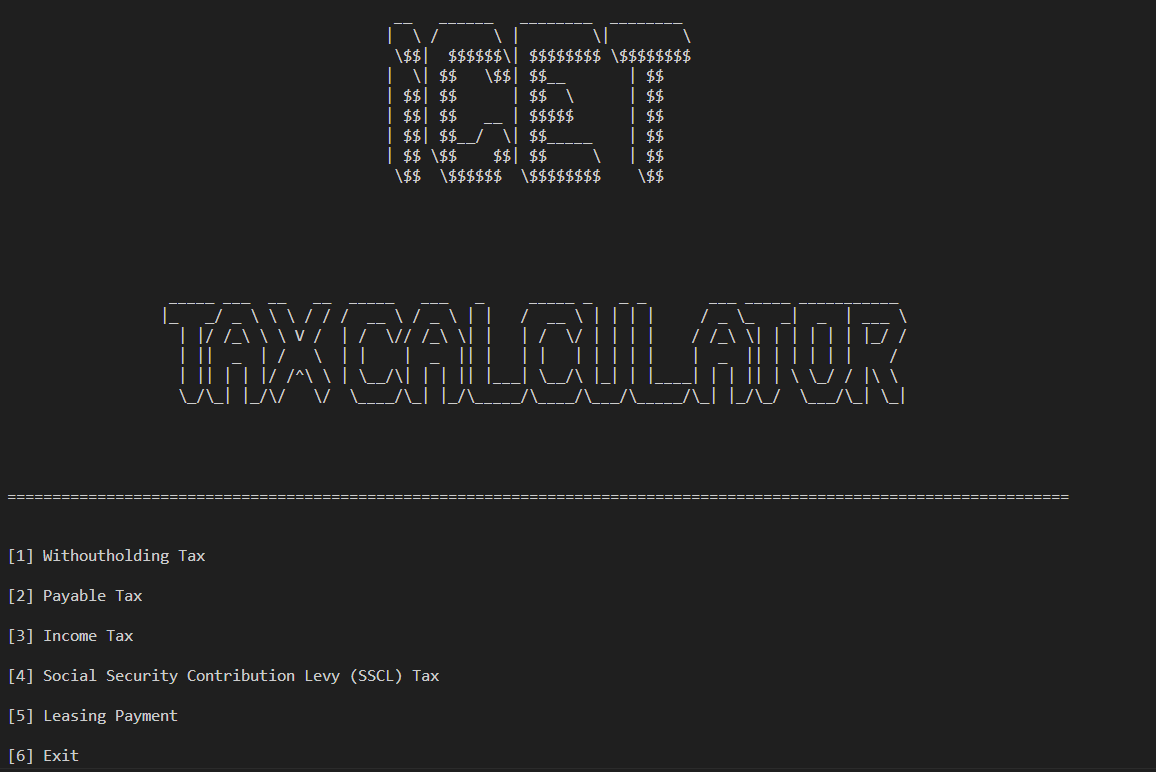 ICET
TAX CALCULATOR
[1] Withoutholding Tax
[2] Payable Tax
[3] Income Tax
[4] Social Security Contribution Levy (SSCL) Tax
[5] Leasing Payment
[6] Exit